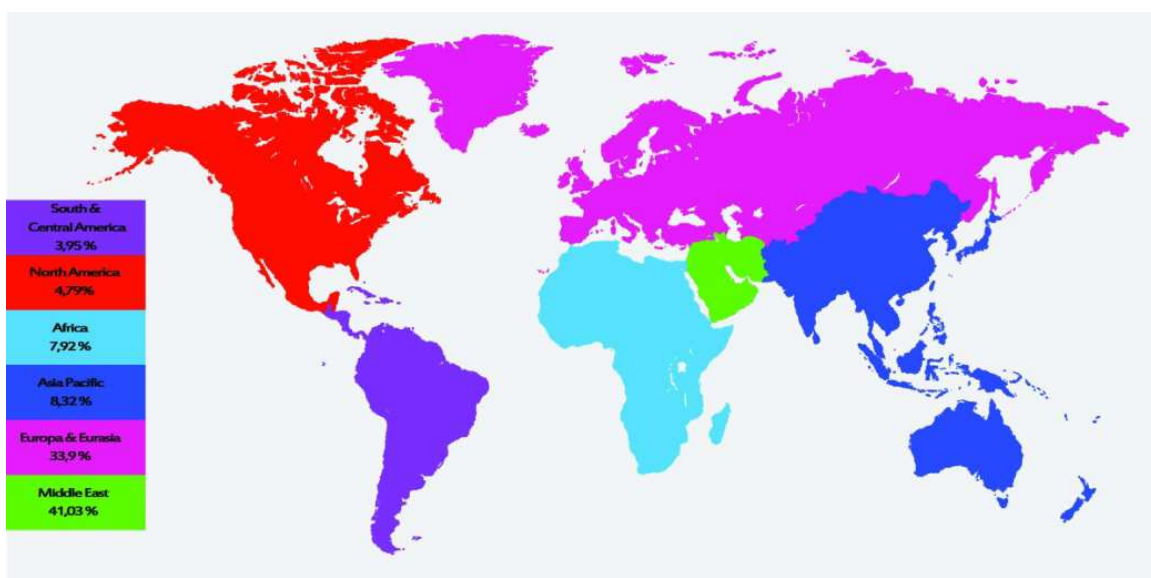 South &
Central America
3,95 %
North America
4,79%
Africa
7,92 %
Asia Pacific
8,32 %
Europa & Eurasia
33,9 %
Middle East
41,03 %